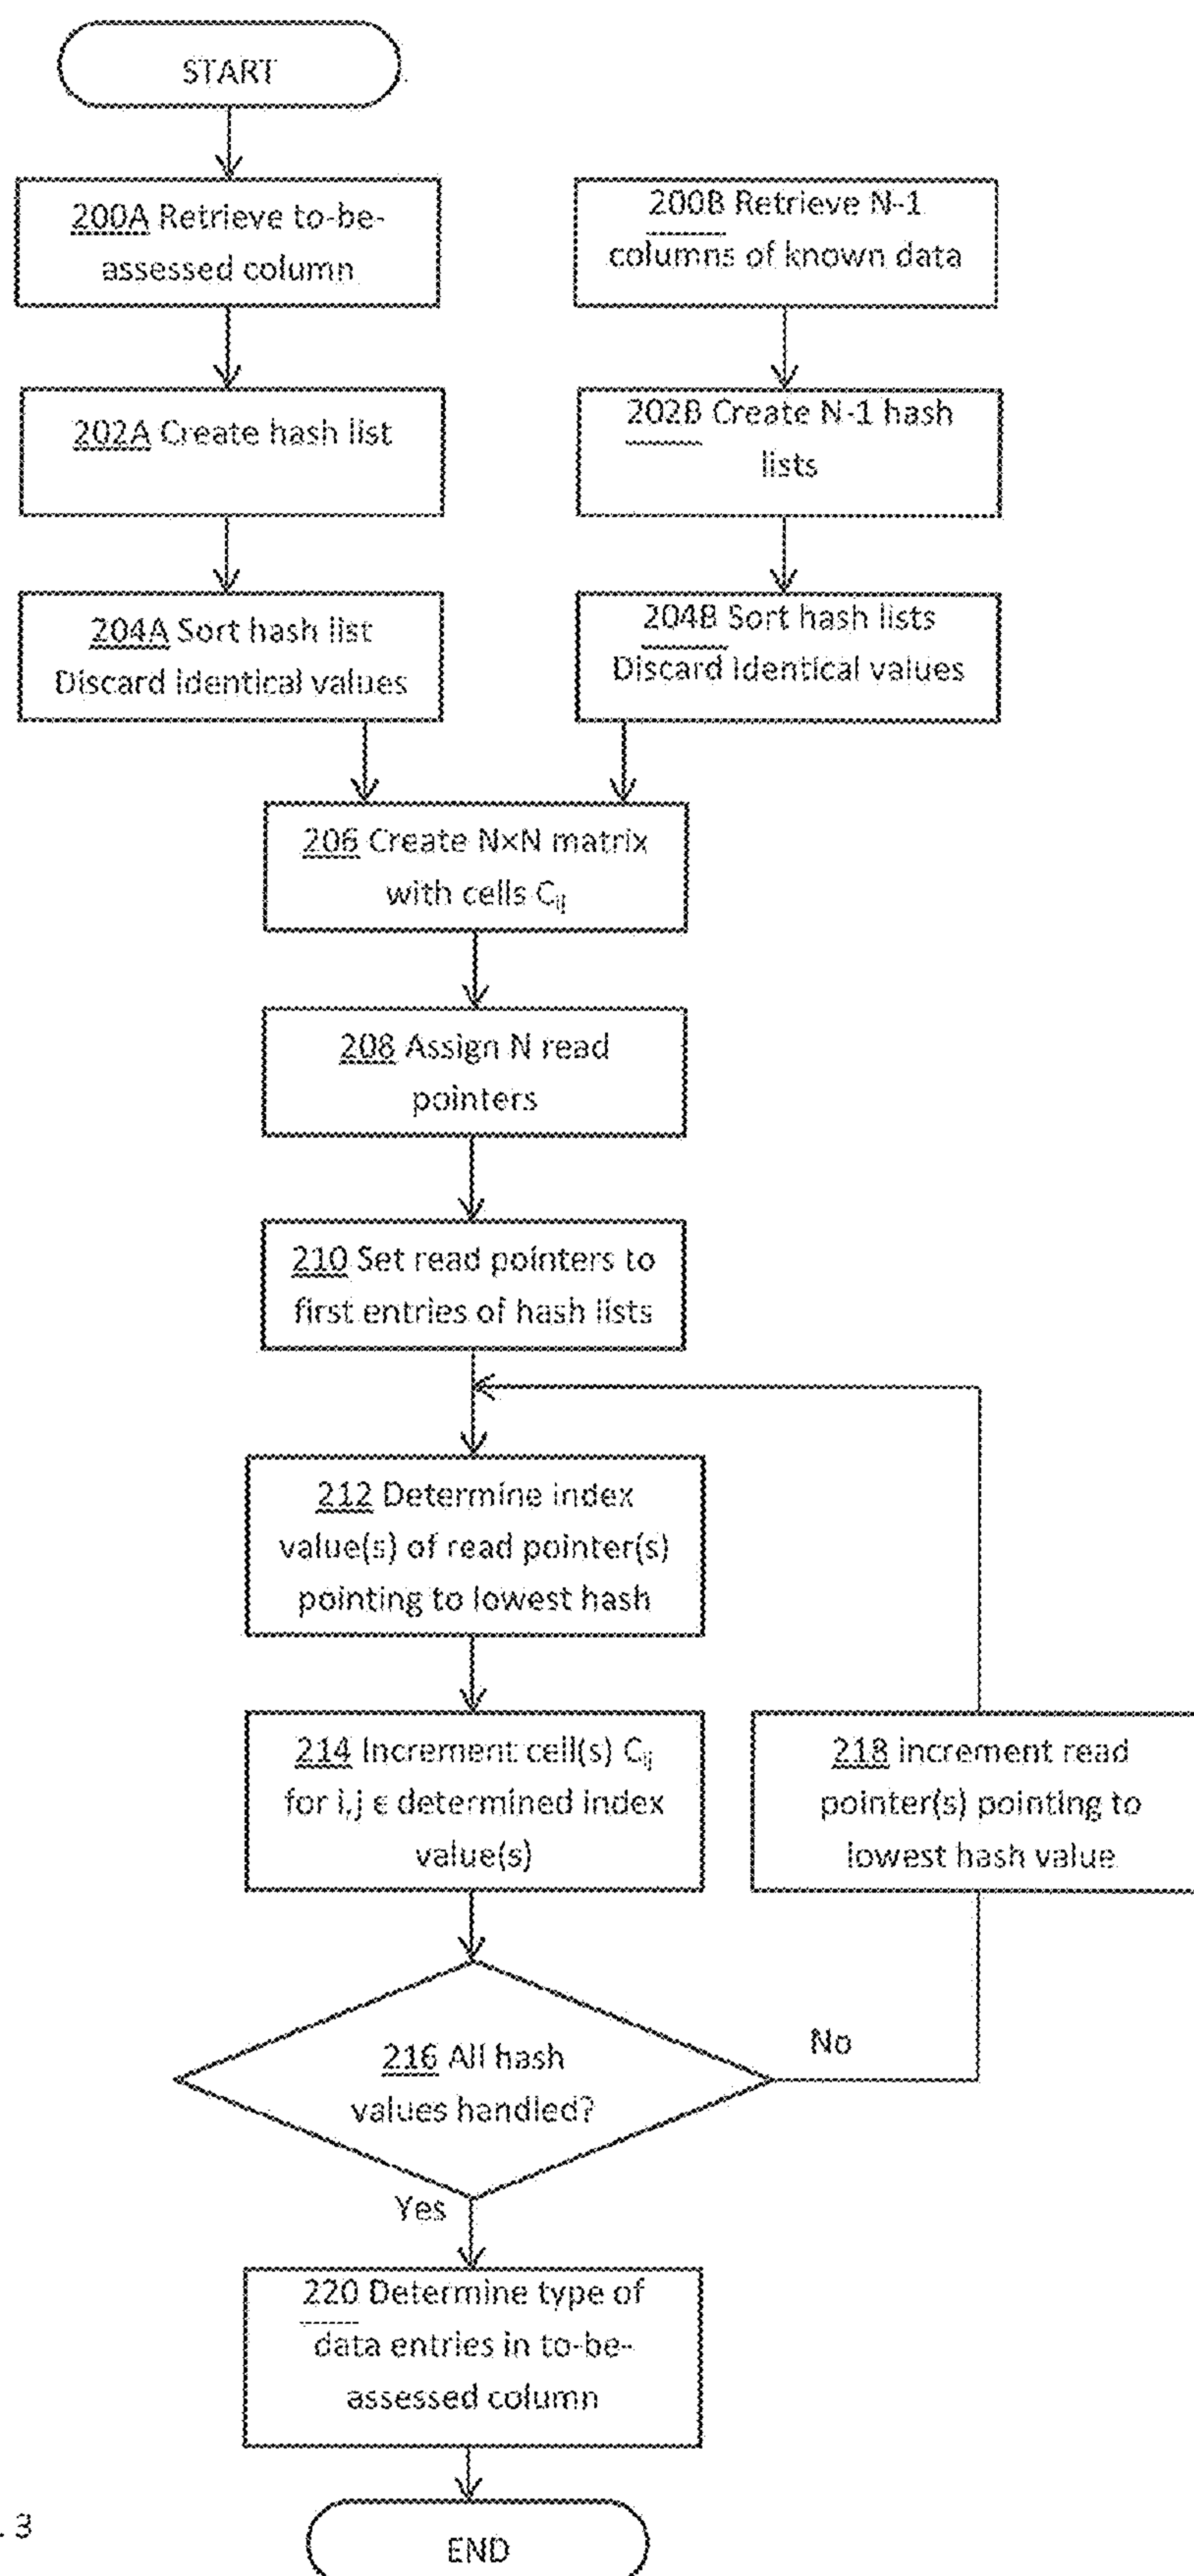 START
200A Retrieve to-be-
assessed column
200B Retrieve N-1
columns of known data
202A Create hash list
202B Create N-1 hash
lists
204A Sort hash list
Discard identical values
204B Sort hash lists
Discard identical values
206 Create N×N matrix
with cells Cij
208 Assign N read
pointers
210 Set read pointers to
first entries of hash lists
212 Determine index
value(s) of read pointer(s)
pointing to lowest hash
214 Increment cell(s) Cij
for i,j ϵ determined index
value(s)
218 increment read
pointer(s) pointing to
lowest hash value
216 All hash
values handled?
No
Yes
220 Determine type of
data entries in to-be-
assessed column
. 3
END